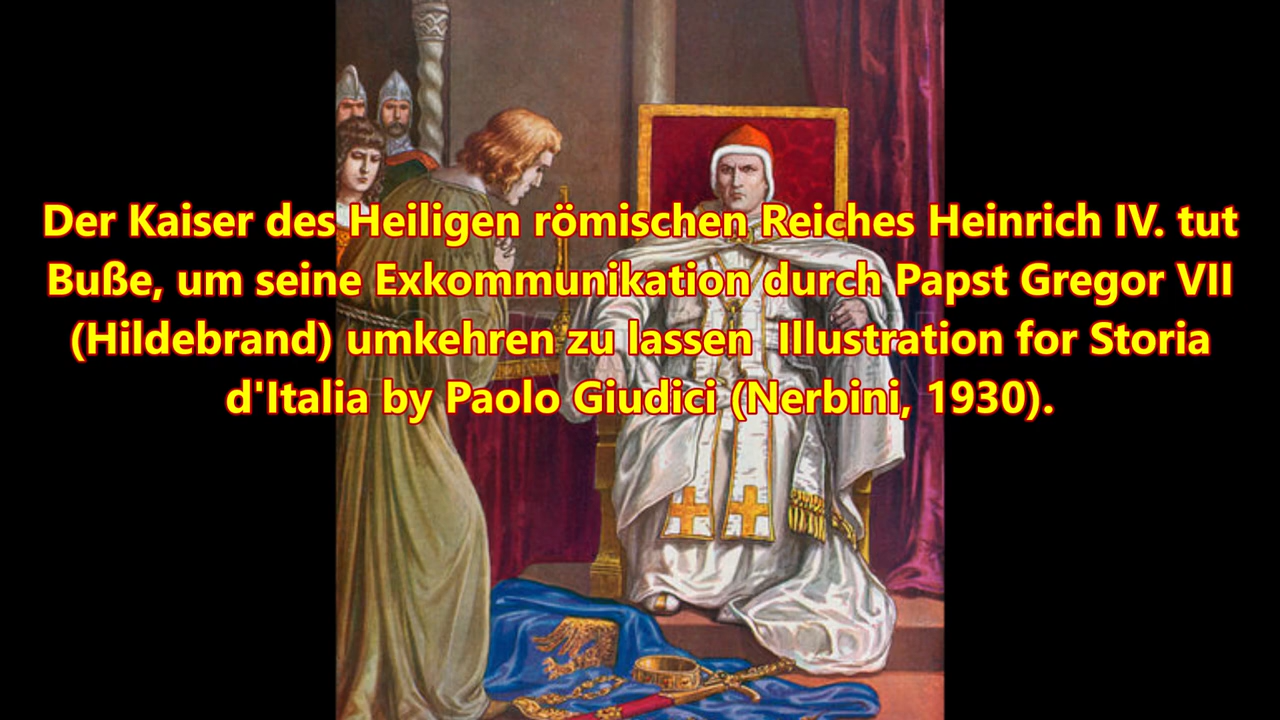 Der Kaiser des Heiligen römischen Reiches Heinrich IV. tut
Buße, um seine Exkommunikation durch Papst Gregor VII
(Hildebrand) umkehren zu lassen  Illustration for Storia
d'Italia by Paolo Giudici (Nerbini, 1930).